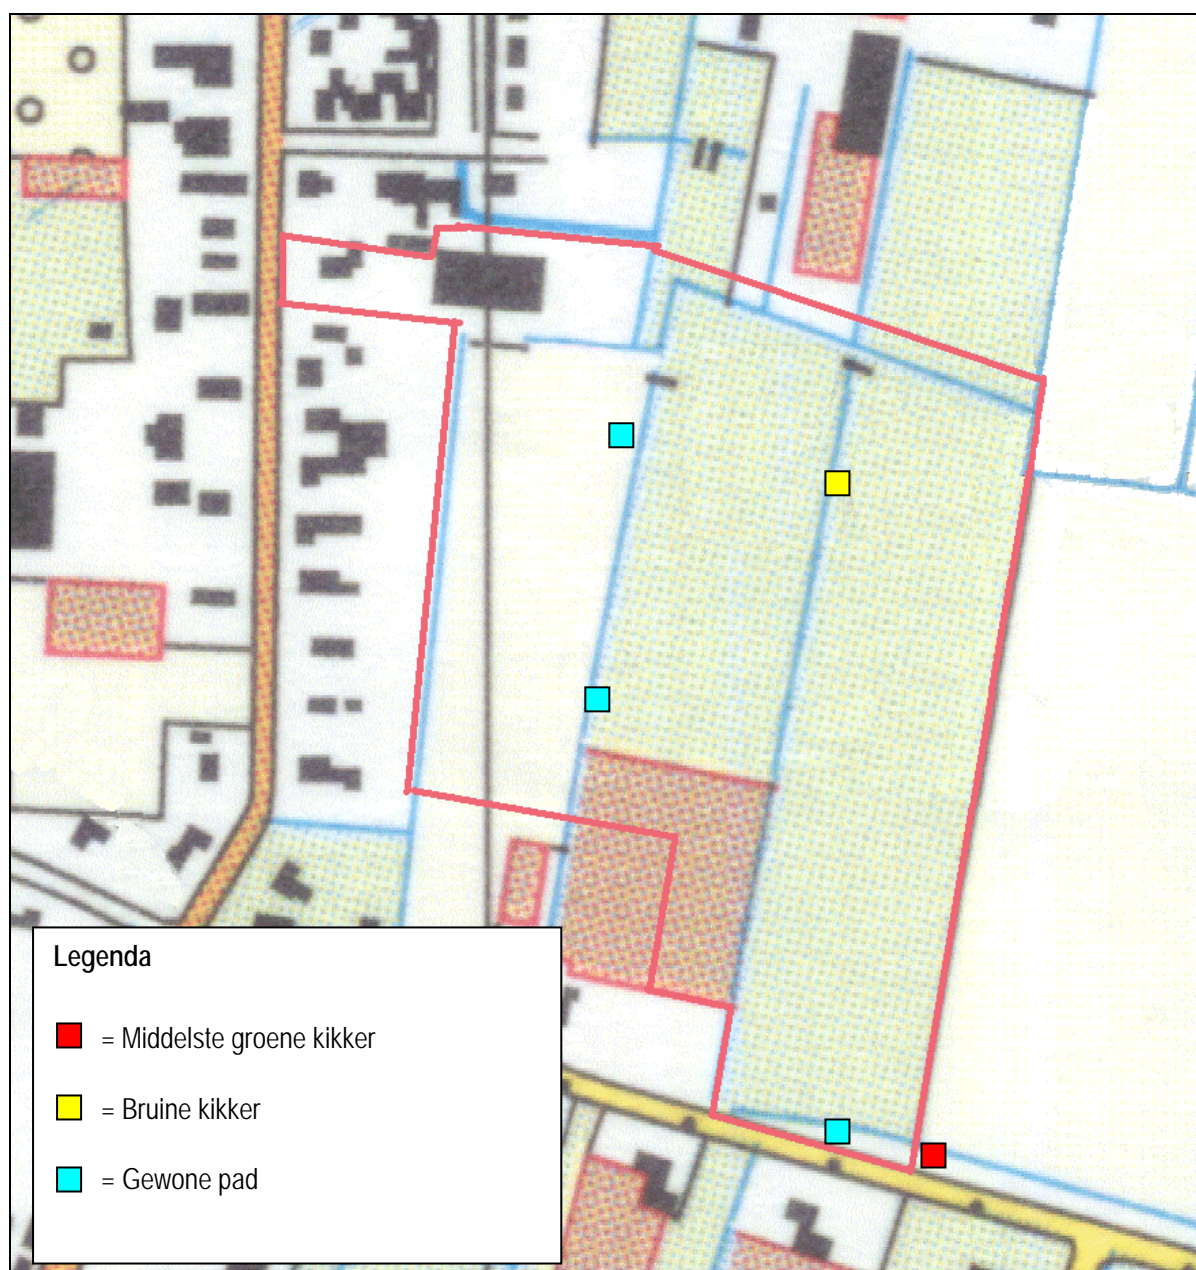 Legenda
= Middelste groene kikker
= Bruine kikker
= Gewone pad